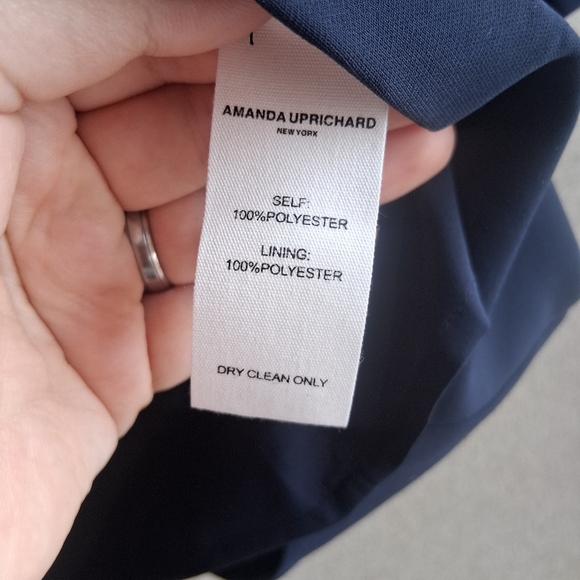 AMANDA UPRICHARD
NEW YORK
SELF:
100%POLYESTER
LINING:
100%POLYESTER
DRY CLEAN ONLY